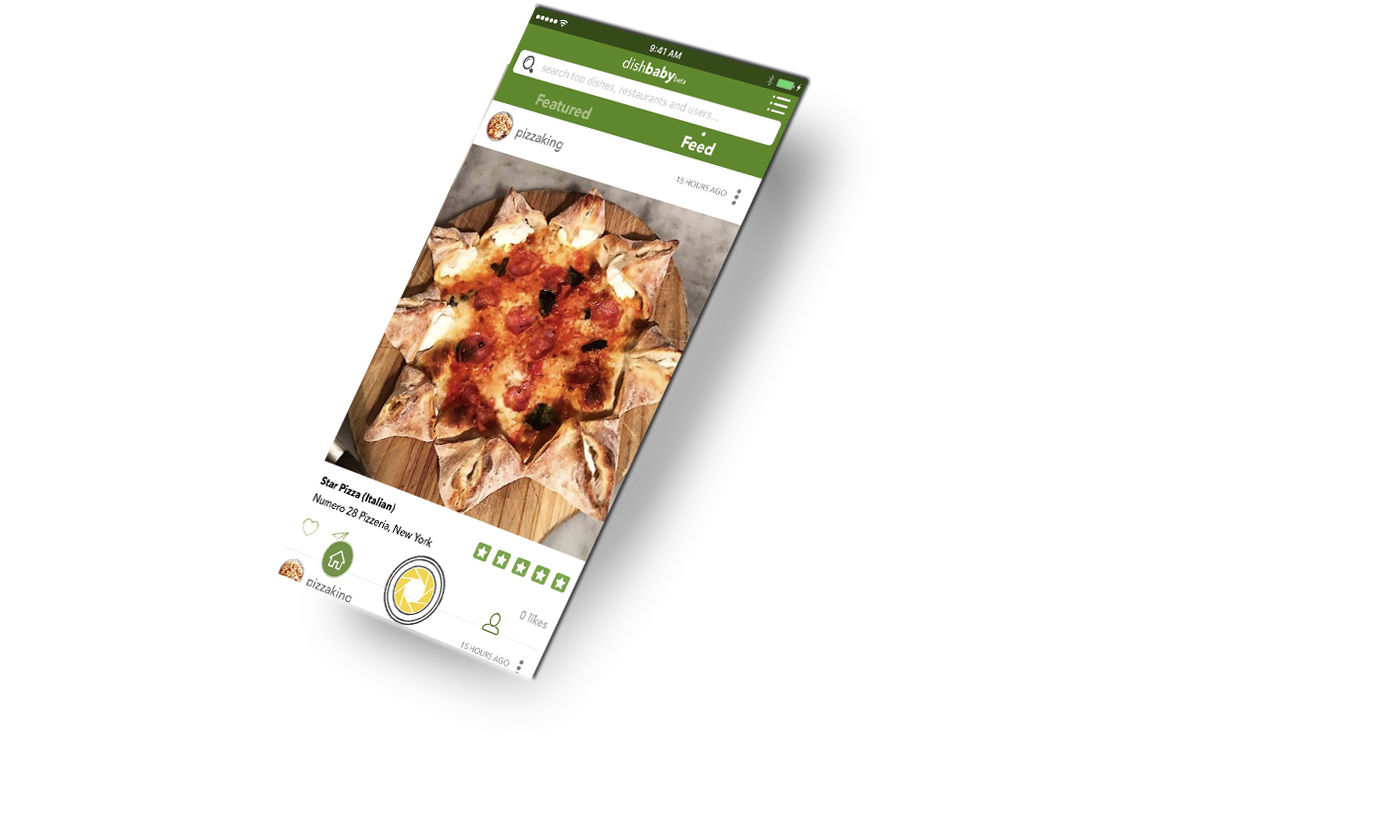 9:41 AM
dishbabybeta
search top dishes, restaurants and users...
Featured
Feed
pizzaking
15 HOURS AGO
Star Pizza (Italian)
Numero 28 Pizzeria, New York
0 likes
pizzaking
15 HOURS AGO